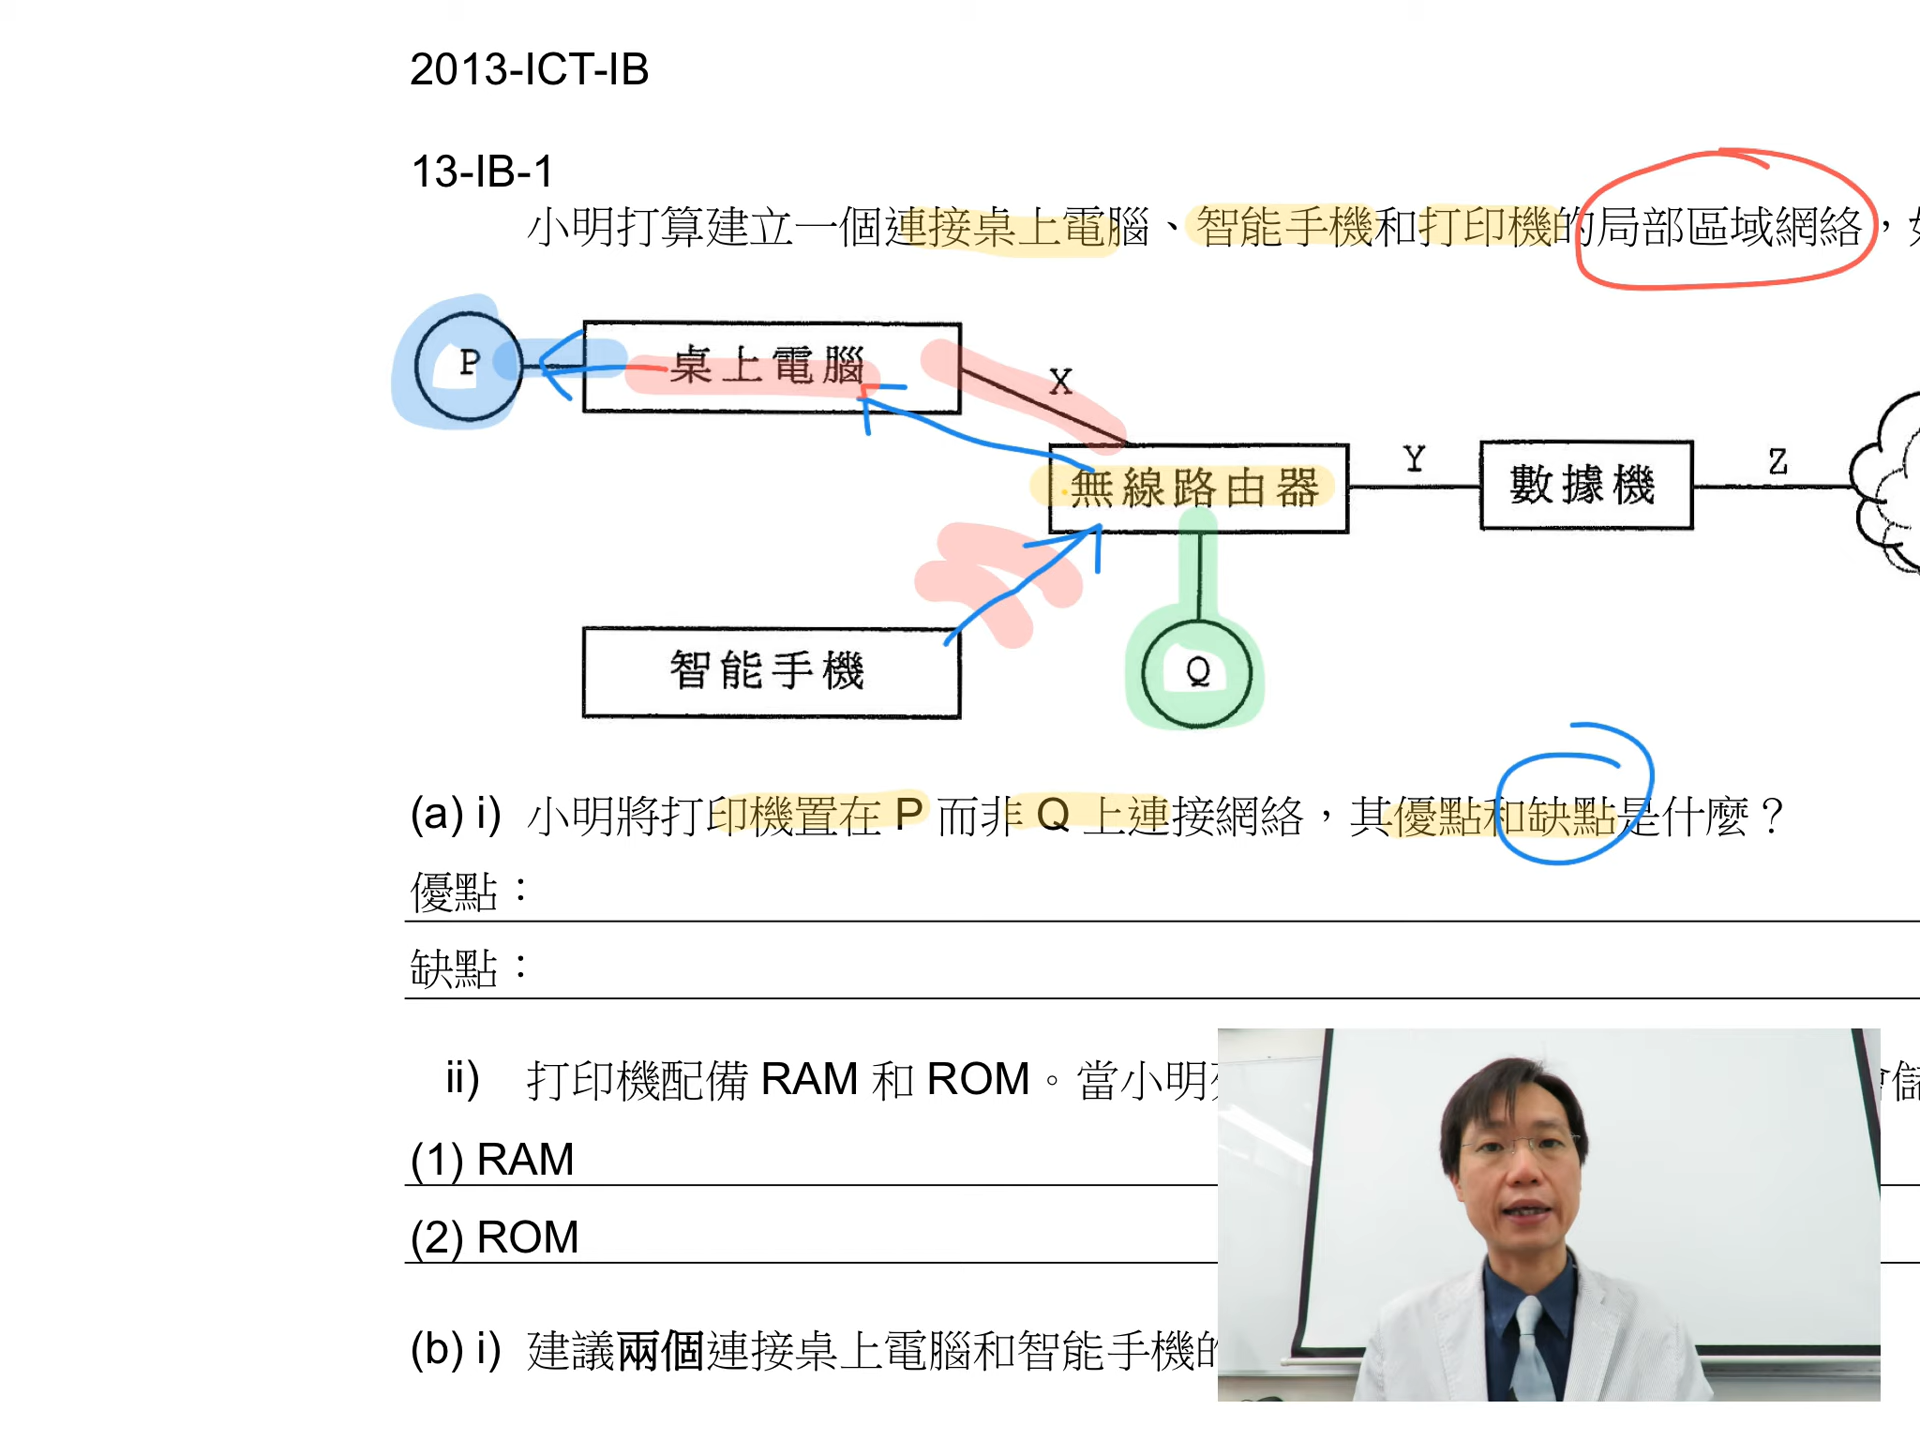 2013-ICT-IB
13-IB-1
小明打算建立一個連接桌上電腦、智能手機和打印機的局部區域網絡，
P
桌上電腦
X
無線路由器
Y
數據機
Z
智能手機
Q
(a) i) 小明將打印機置在 P 而非 Q 上連接網絡，其優點和缺點是什麼？
優點：
缺點：
ii) 打印機配備 RAM 和 ROM。當小明
(1) RAM
(2) ROM
(b) i) 建議兩個連接桌上電腦和智能手機的